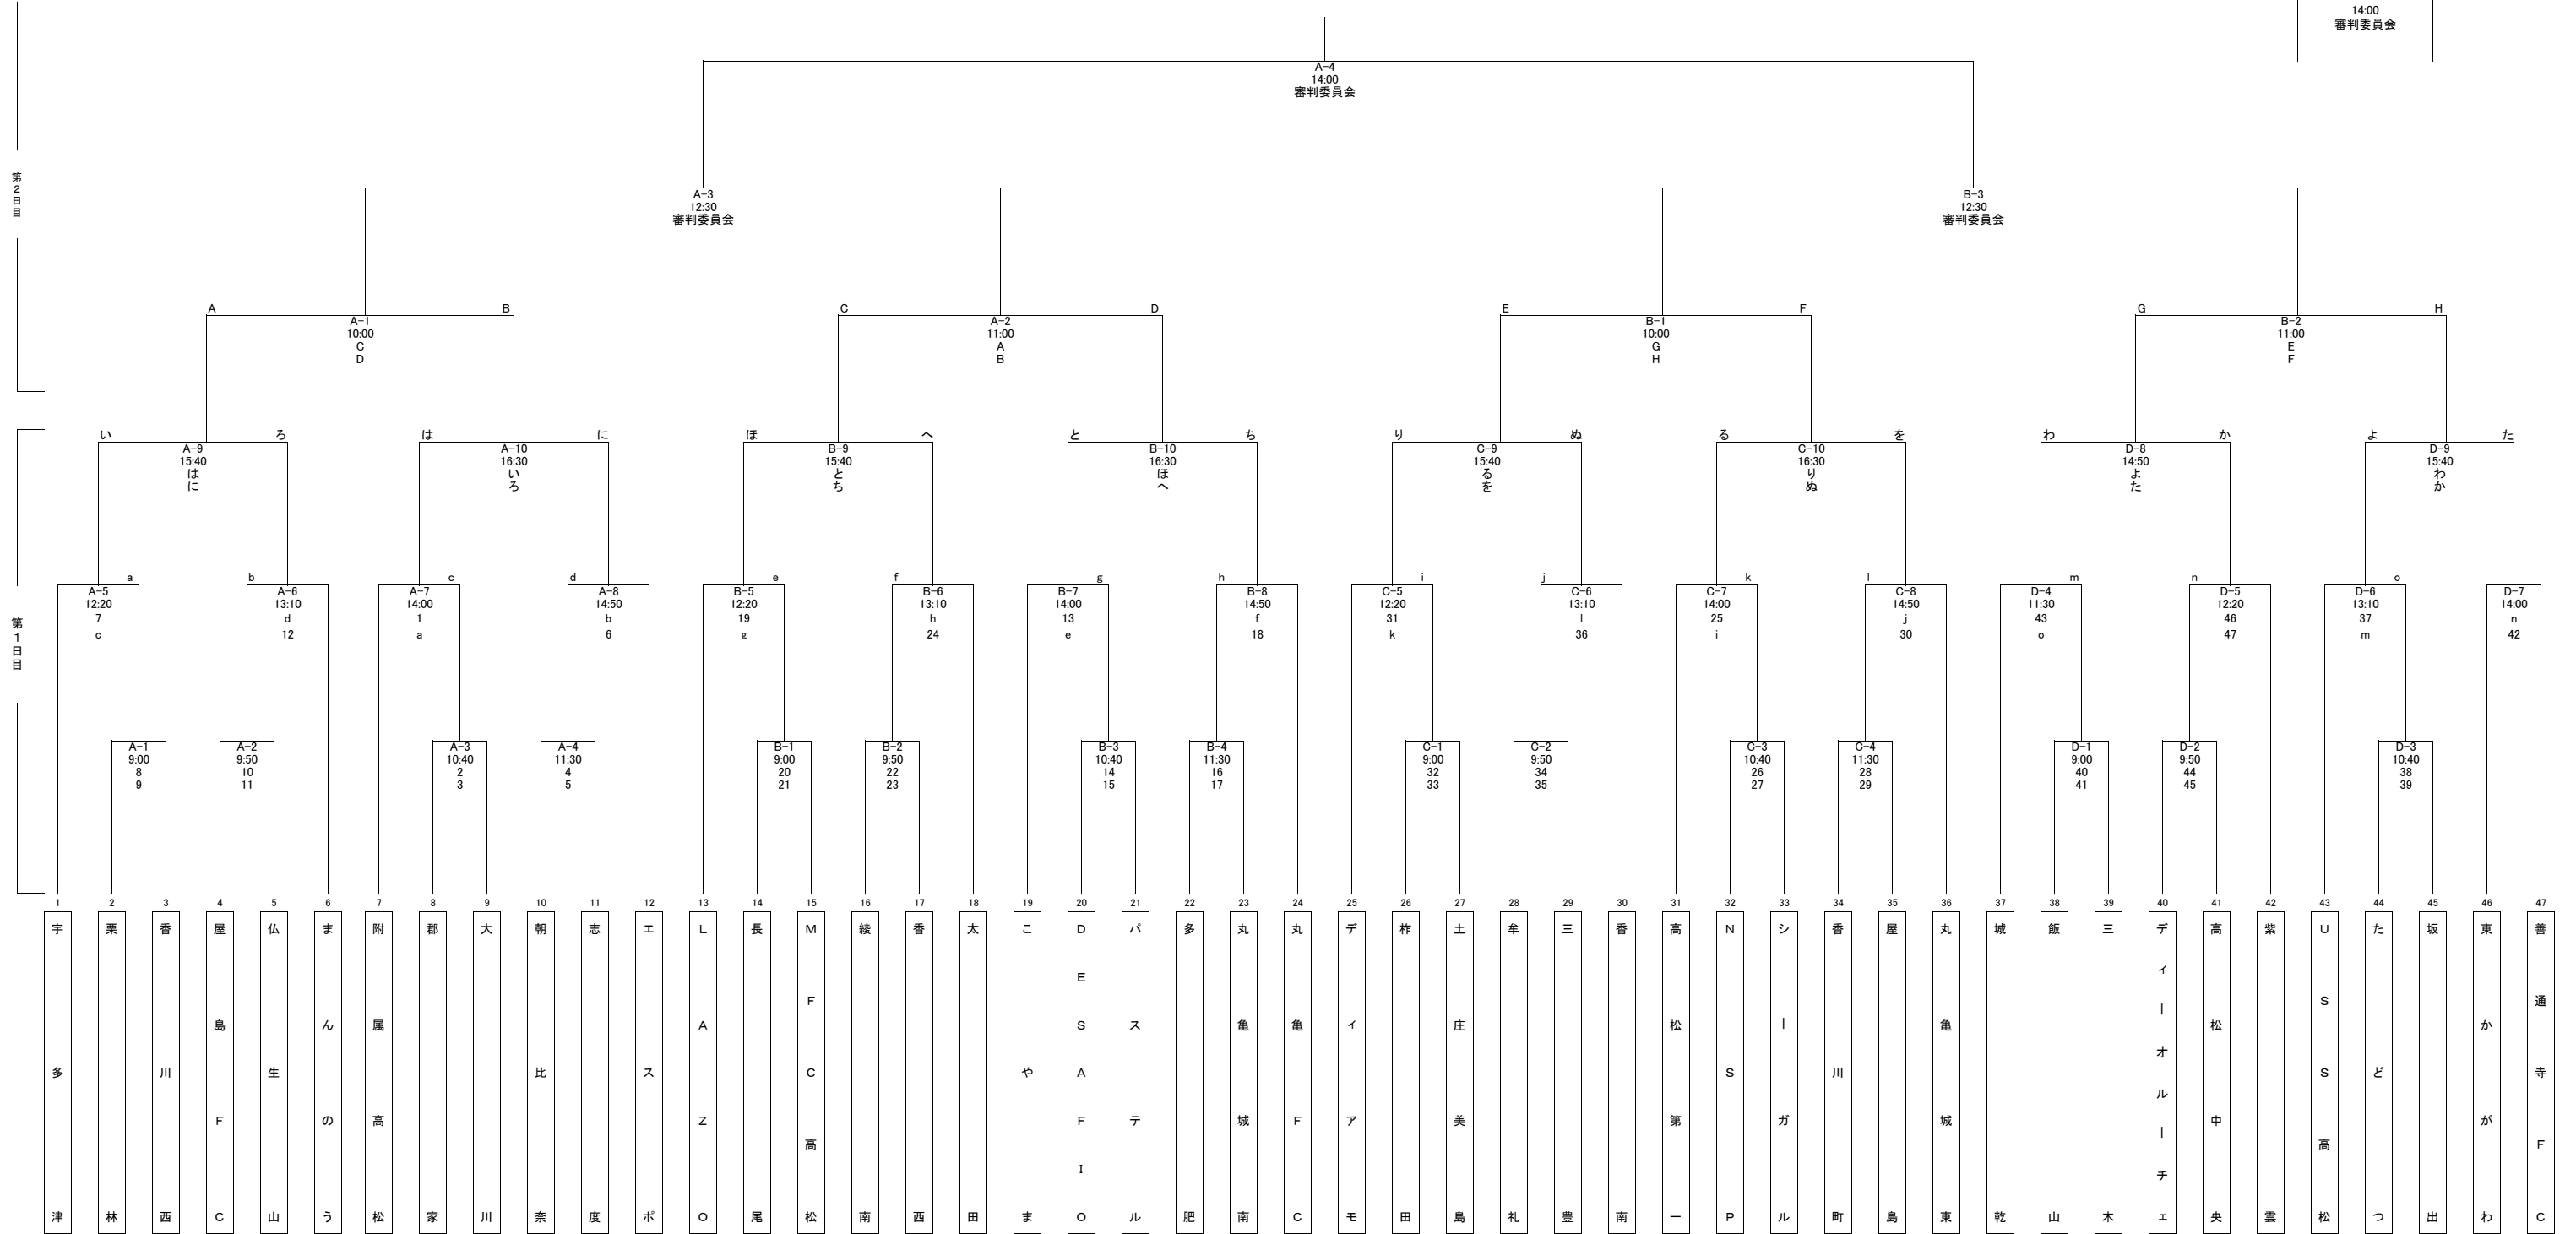 14:00
審判委員会
A-4
14:00
審判委員会
第2日目
A-3
12:30
審判委員会
B-3
12:30
審判委員会
A B C D E F G H
A-1 A-2 B-1 B-2
10:00 11:00 10:00 11:00
C A G E
D B H F
い ろ は に ほ へ と ち り ぬ る を わ か よ た
A-9 A-10 B-9 B-10 C-9 C-10 D-8 D-9
15:40 16:30 15:40 16:30 15:40 16:30 14:50 15:40
はに いろ とち ほへ るを りぬ よた わか
第1日目
a b c d e f g h i j k l m n o
A-5 A-6 A-7 A-8 B-5 B-6 B-7 B-8 C-5 C-6 C-7 C-8 D-4 D-5 D-6 D-7
12:20 13:10 14:00 14:50 12:20 13:10 14:00 14:50 12:20 13:10 14:00 14:50 11:30 12:20 13:10 14:00
7 d 1 b 19 h 13 f 31 l 25 j 43 46 37 n
c 12 a 6 g 24 e 18 k 36 i 30 o 47 m 42
A-1 A-2 A-3 A-4 B-1 B-2 B-3 B-4 C-1 C-2 C-3 C-4 D-1 D-2 D-3
9:00 9:50 10:40 11:30 9:00 9:50 10:40 11:30 9:00 9:50 10:40 11:30 9:00 9:50 10:40
8 10 2 4 20 22 14 16 32 34 26 28 40 44 38
9 11 3 5 21 23 15 17 33 35 27 29 41 45 39
1 2 3 4 5 6 7 8 9 10 11 12 13 14 15 16 17 18 19 20 21 22 23 24 25 26 27 28 29 30 31 32 33 34 35 36 37 38 39 40 41 42 43 44 45 46 47
宇多津
栗林
香川西
屋島FC
仏生山
まんのう
附属高松
郡家
大川
朝比奈
志度
エスポ
LAZO
長尾
MFC高松
綾南
香西
太田
こやま
DESAFIO
パステル
多肥
丸亀城南
丸亀FC
ディアモ
柞田
土庄美島
牟礼
三豊
香南
高松第一
NSP
シーガル
香川町
屋島
丸亀城東
城乾
飯山
三木
ディーオルーチェ
高松中央
紫雲
USS高松
たどつ
坂出
東かがわ
善通寺FC